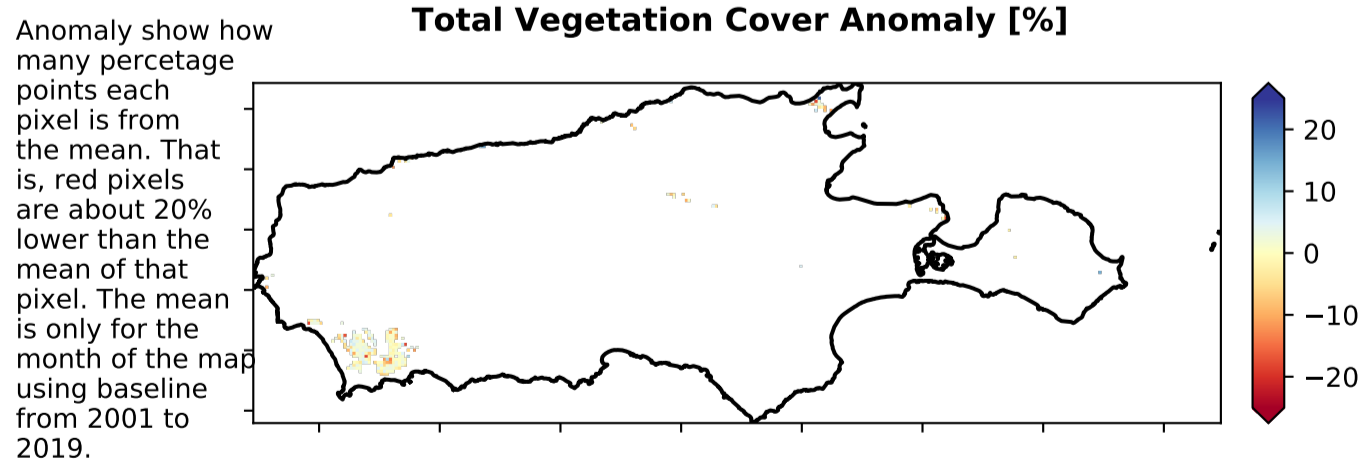 Total Vegetation Cover Anomaly [%]
Anomaly show how
many percetage
points each
pixel is from
the mean. That
is, red pixels
are about 20%
lower than the
mean of that
pixel. The mean
is only for the
month of the map
using baseline
from 2001 to
2019.
20
10
0
−10
−20